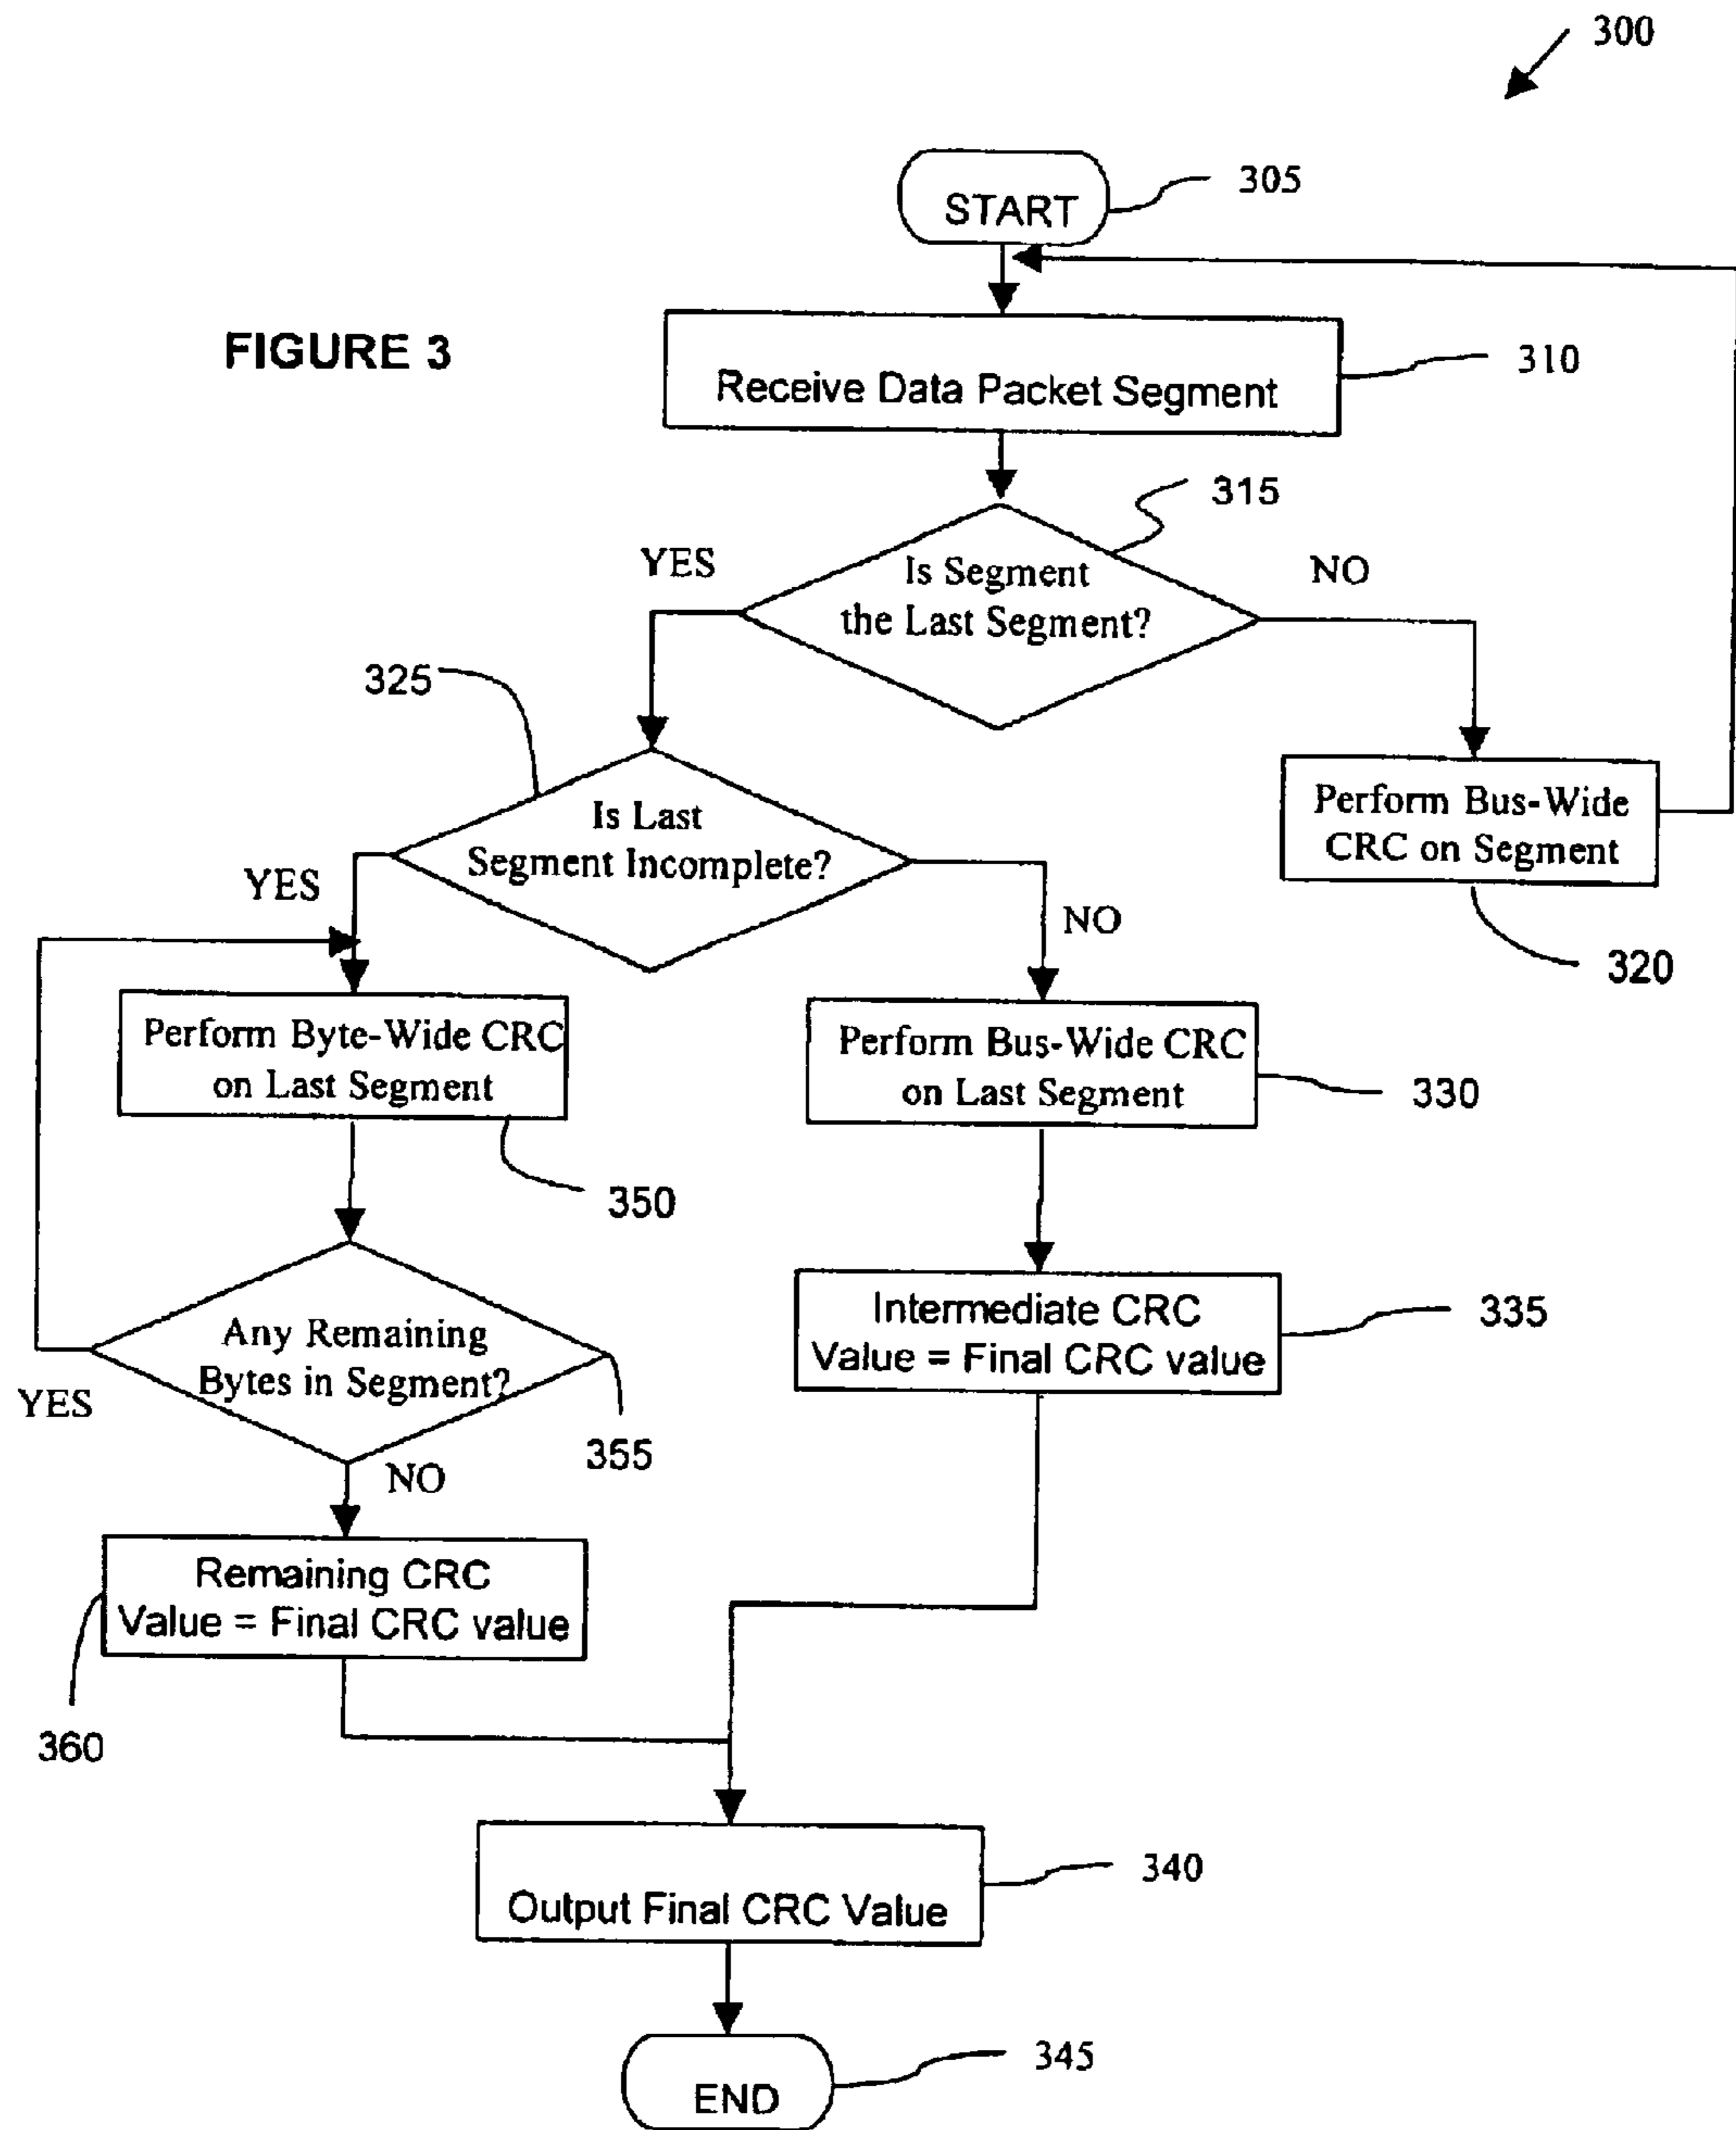 300
START
305
FIGURE 3
Receive Data Packet Segment
310
315
YES
Is Segment
the Last Segment?
NO
325
Is Last
Segment Incomplete?
YES
NO
Perform Bus-Wide
CRC on Segment
320
Perform Byte-Wide CRC
on Last Segment
350
Perform Bus-Wide CRC
on Last Segment
330
Any Remaining
Bytes in Segment?
YES
355
NO
Intermediate CRC
Value = Final CRC value
335
Remaining CRC
Value = Final CRC value
360
Output Final CRC Value
340
END
345